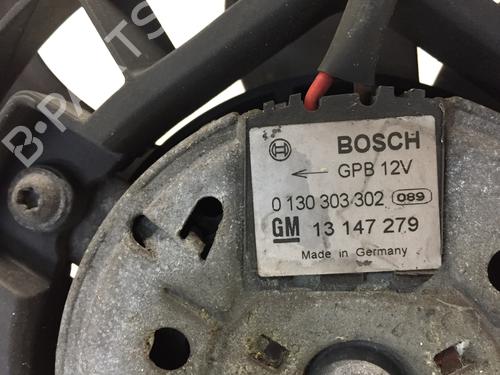 B-PARTS
BOSCH
GPB 12V
0 130 303 302 089
GM 13 147 279
Made in Germany